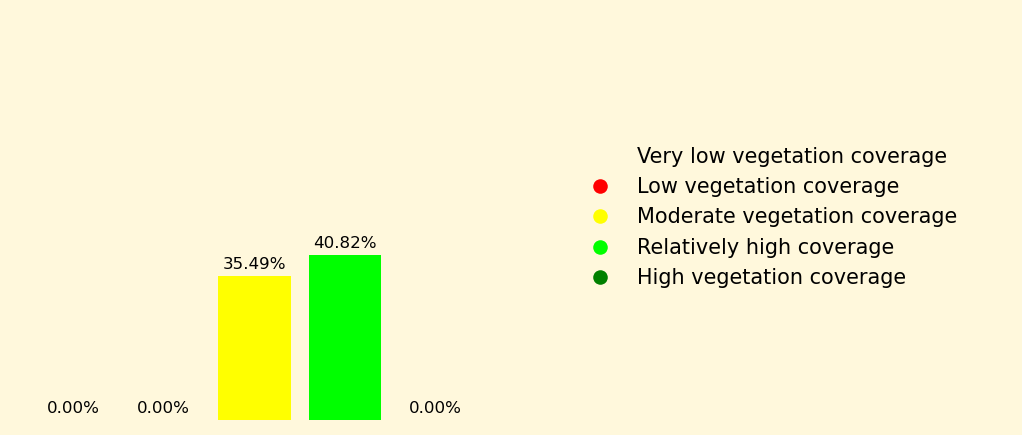 40.82%
35.49%
0.00% 0.00% 0.00%
Very low vegetation coverage
Low vegetation coverage
Moderate vegetation coverage
Relatively high coverage
High vegetation coverage